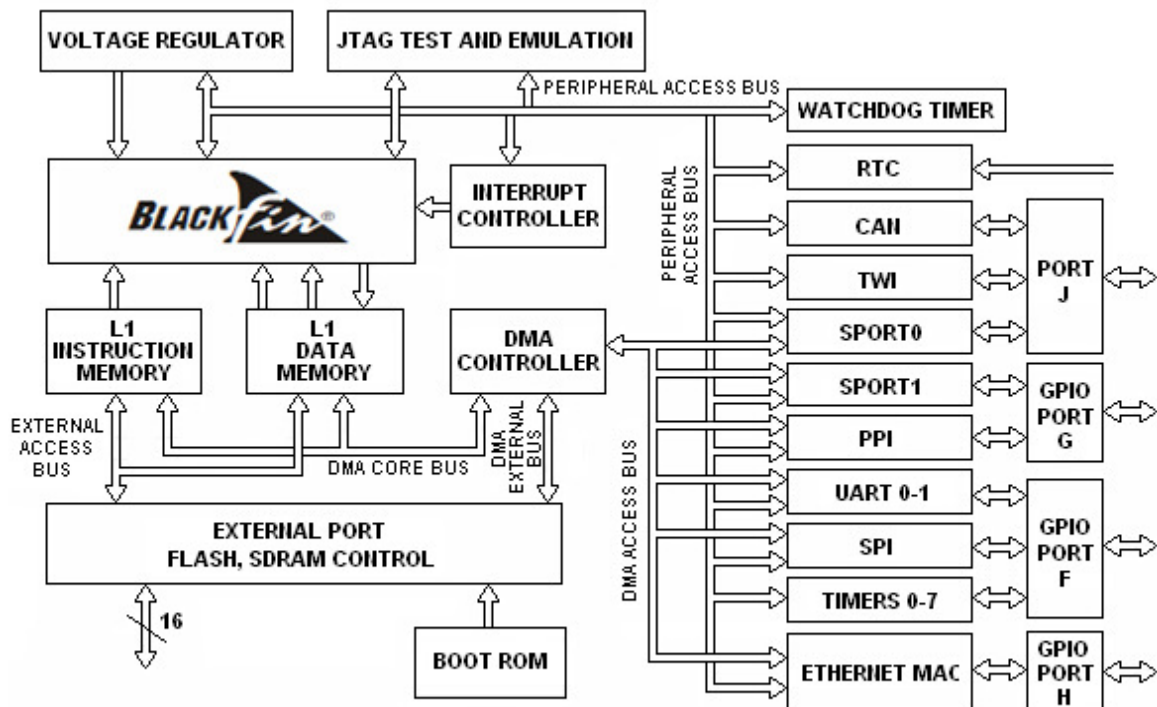 VOLTAGE REGULATOR
JTAG TEST AND EMULATION
PERIPHERAL ACCESS BUS
WATCHDOG TIMER
BLACKfin®
INTERRUPT
CONTROLLER
PERIPHERAL
ACCESS BUS
RTC
CAN
TWI
SPORT0
PORT
J
L1
INSTRUCTION
MEMORY
L1
DATA
MEMORY
DMA
CONTROLLER
SPORT1
PPI
GPIO
PORT
G
EXTERNAL
ACCESS
BUS
DMA CORE BUS
DMA
EXTERNAL
BUS
DMA ACCESS BUS
UART 0-1
SPI
TIMERS 0-7
GPIO
PORT
F
EXTERNAL PORT
FLASH, SDRAM CONTROL
16
BOOT ROM
ETHERNET MAC
GPIO
PORT
H